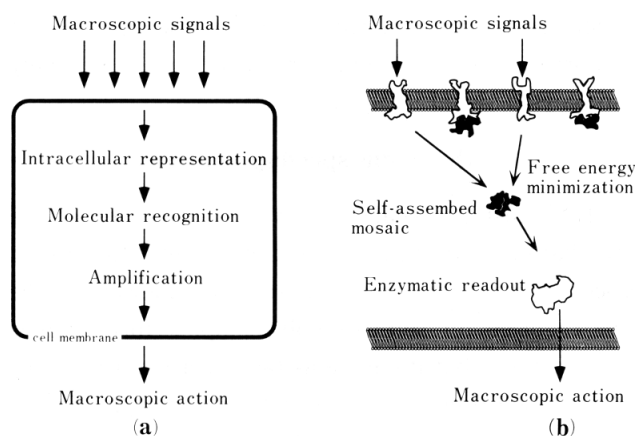 Macroscopic signals
Intracellular representation
Molecular recognition
Amplification
cell membrane
Macroscopic action
(a)
Macroscopic signals
Free energy
minimization
Self-assembed
mosaic
Enzymatic readout
Macroscopic action
(b)